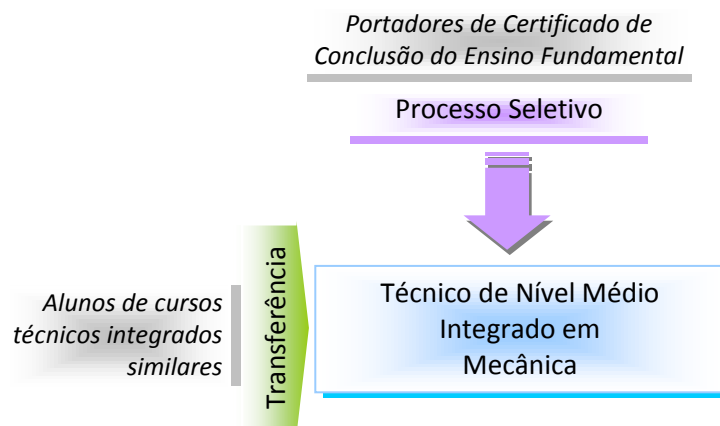 Portadores de Certificado de
Conclusão do Ensino Fundamental
Processo Seletivo
Alunos de cursos
técnicos integrados
similares
Transferência
Técnico de Nível Médio
Integrado em
Mecânica